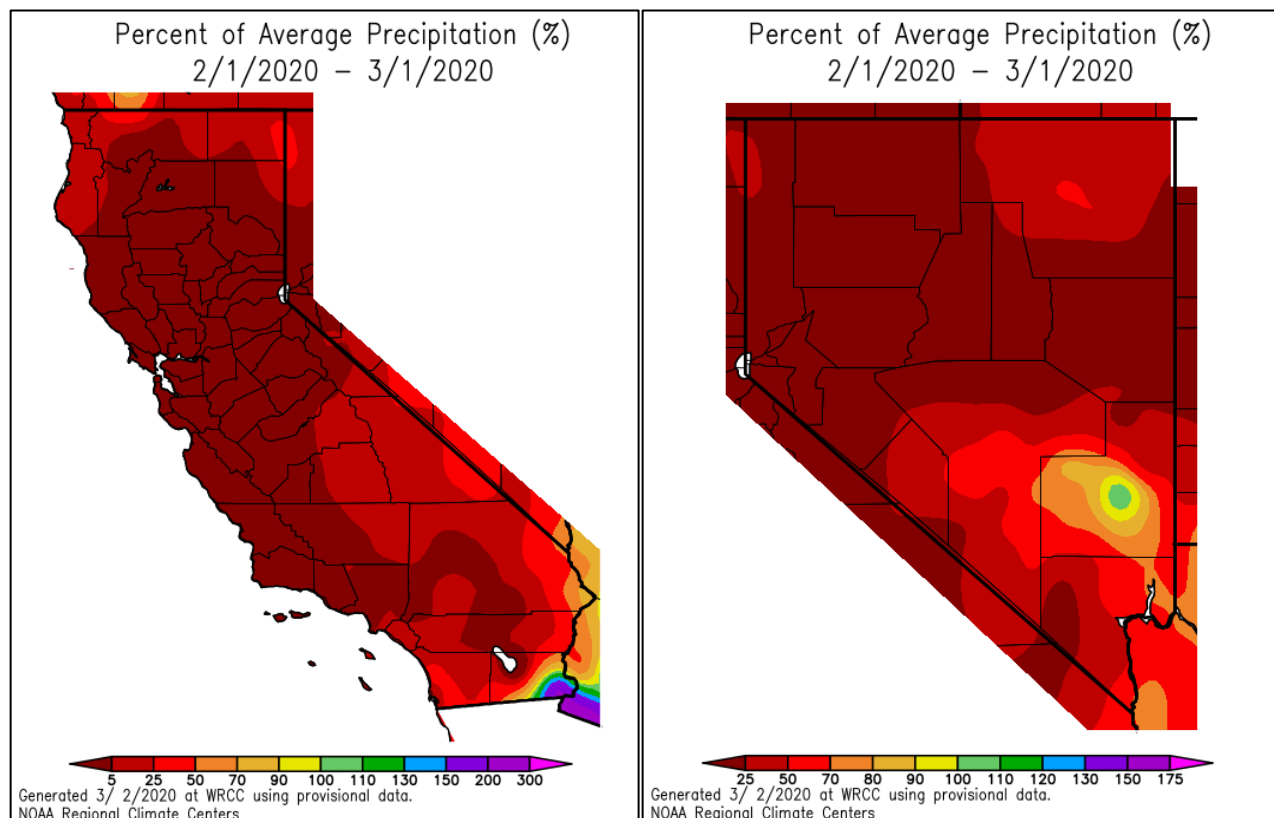 Percent of Average Precipitation (%)
2/1/2020 – 3/1/2020
5 25 50 70 90 100 110 130 150 200 300
Generated 3/ 2/2020 at WRCC using provisional data.
NOAA Regional Climate Centers
Percent of Average Precipitation (%)
2/1/2020 – 3/1/2020
25 50 70 80 90 100 110 120 130 150 175
Generated 3/ 2/2020 at WRCC using provisional data.
NOAA Regional Climate Centers